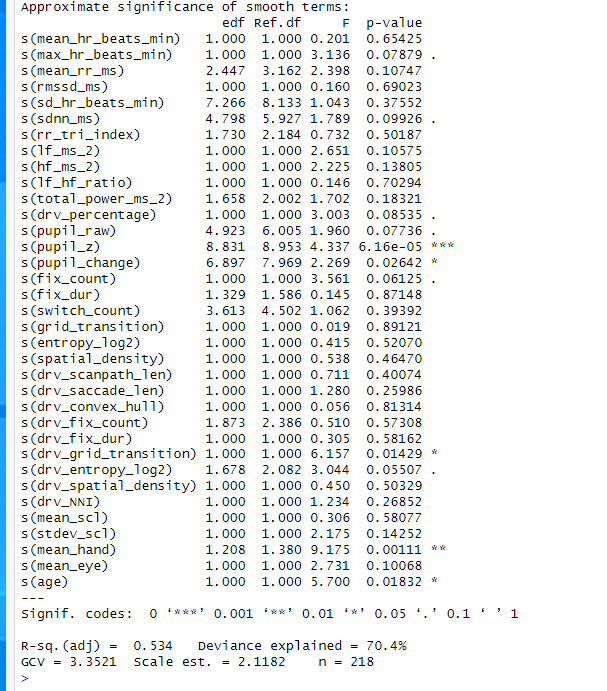 Approximate significance of smooth terms:
edf Ref.df F p-value
s(mean_hr_beats_min) 1.000 1.000 0.201 0.65425
s(max_hr_beats_min) 1.000 1.000 3.136 0.07879 .
s(mean_rr_ms) 2.447 3.162 2.398 0.10747
s(rmssd_ms) 1.000 1.000 0.160 0.69023
s(sd_hr_beats_min) 7.266 8.133 1.043 0.37552
s(sdnn_ms) 4.798 5.927 1.789 0.09926 .
s(rr_tri_index) 1.730 2.184 0.732 0.50187
s(lf_ms_2) 1.000 1.000 2.651 0.10575
s(hf_ms_2) 1.000 1.000 2.225 0.13805
s(lf_hf_ratio) 1.000 1.000 0.146 0.70294
s(total_power_ms_2) 1.658 2.002 1.702 0.18321
s(drv_percentage) 1.000 1.000 3.003 0.08535 .
s(pupil_raw) 4.923 6.005 1.960 0.07736 .
s(pupil_z) 8.831 8.953 4.337 6.16e-05 ***
s(pupil_change) 6.897 7.969 2.269 0.02642 *
s(fix_count) 1.000 1.000 3.561 0.06125 .
s(fix_dur) 1.329 1.586 0.145 0.87148
s(switch_count) 3.613 4.502 1.062 0.39392
s(grid_transition) 1.000 1.000 0.019 0.89121
s(entropy_log2) 1.000 1.000 0.415 0.52070
s(spatial_density) 1.000 1.000 0.538 0.46470
s(drv_scanpath_len) 1.000 1.000 0.711 0.40074
s(drv_saccade_len) 1.000 1.000 1.280 0.25986
s(drv_convex_hull) 1.000 1.000 0.056 0.81314
s(drv_fix_count) 1.873 2.386 0.510 0.57308
s(drv_fix_dur) 1.000 1.000 0.305 0.58162
s(drv_grid_transition) 1.000 1.000 6.157 0.01429 *
s(drv_entropy_log2) 1.678 2.082 3.044 0.05507 .
s(drv_spatial_density) 1.000 1.000 0.450 0.50329
s(drv_NNI) 1.000 1.000 1.234 0.26852
s(mean_scl) 1.000 1.000 0.306 0.58077
s(stdev_scl) 1.000 1.000 2.175 0.14252
s(mean_hand) 1.208 1.380 9.175 0.00111 **
s(mean_eye) 1.000 1.000 2.731 0.10068
s(age) 1.000 1.000 5.700 0.01832 *
---
Signif. codes: 0 ‘***’ 0.001 ‘**’ 0.01 ‘*’ 0.05 ‘.’ 0.1 ‘ ’ 1
R-sq.(adj) = 0.534 Deviance explained = 70.4%
GCV = 3.3521 Scale est. = 2.1182 n = 218
>